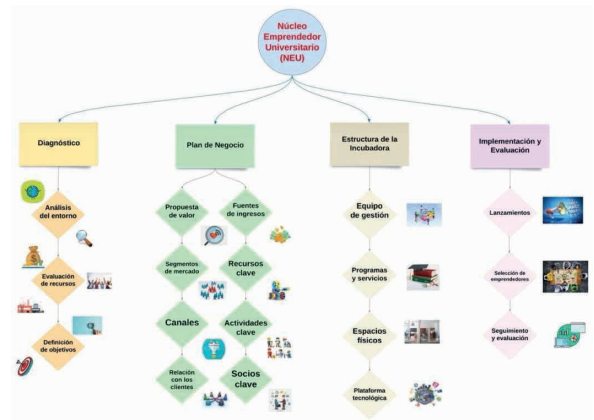 Núcleo
Emprendedor
Universitario
(NEU)
Diagnóstico
Análisis
del entorno
Evaluación
de recursos
Definición
de objetivos
Plan de Negocio
Propuesta
de valor
Segmentos
de mercado
Canales
Relación
con los
clientes
Fuentes
de ingresos
Recursos
clave
Actividades
clave
Socios
clave
Estructura de la
Incubadora
Equipo
de gestión
Programas
y servicios
Espacios
físicos
Plataforma
tecnológica
Implementación y
Evaluación
Lanzamientos
Selección de
emprendedores
Seguimiento
y evaluación